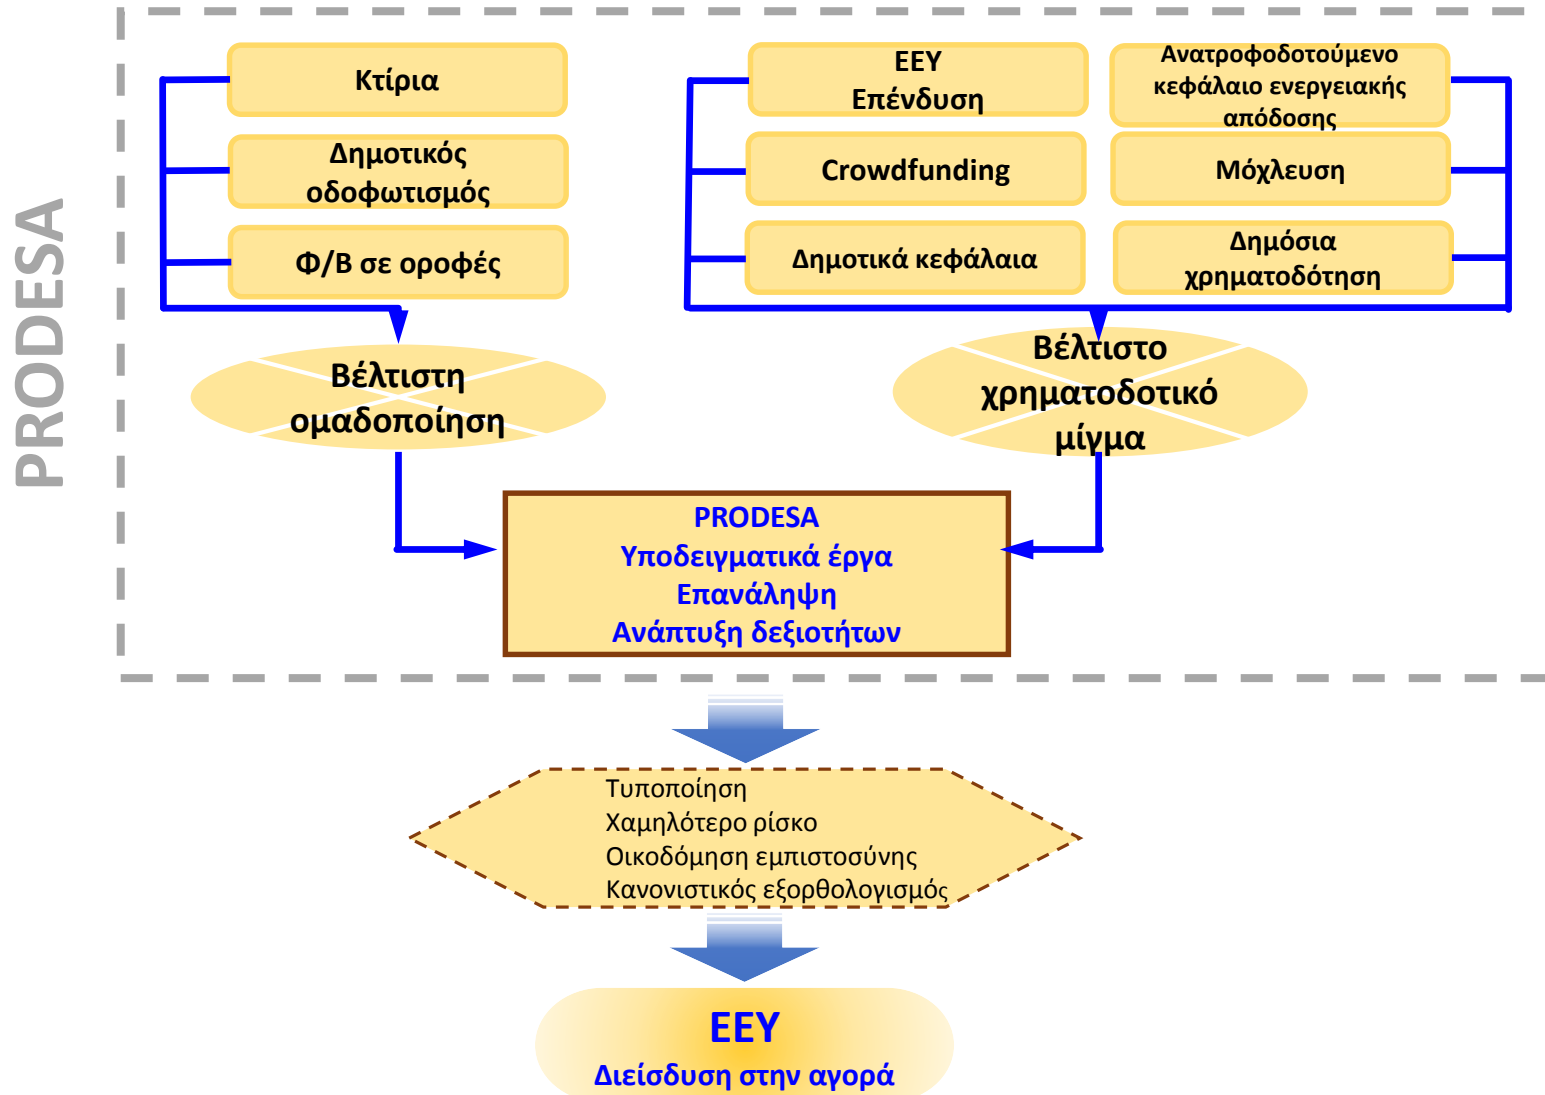 PRODESA
Κτίρια
Δημοτικός
οδοφωτισμός
Φ/Β σε οροφές
ΕΕΥ
Επένδυση
Crowdfunding
Δημοτικά κεφάλαια
Ανατροφοδοτούμενο
κεφάλαιο ενεργειακής
απόδοσης
Μόχλευση
Δημόσια
χρηματοδότηση
Βέλτιστη
ομαδοποίηση
Βέλτιστο
χρηματοδοτικό
μίγμα
PRODESA
Υποδειγματικά έργα
Επανάληψη
Ανάπτυξη δεξιοτήτων
Τυποποίηση
Χαμηλότερο ρίσκο
Οικοδόμηση εμπιστοσύνης
Κανονιστικός εξορθολογισμός
ΕΕΥ
Διείσδυση στην αγορά